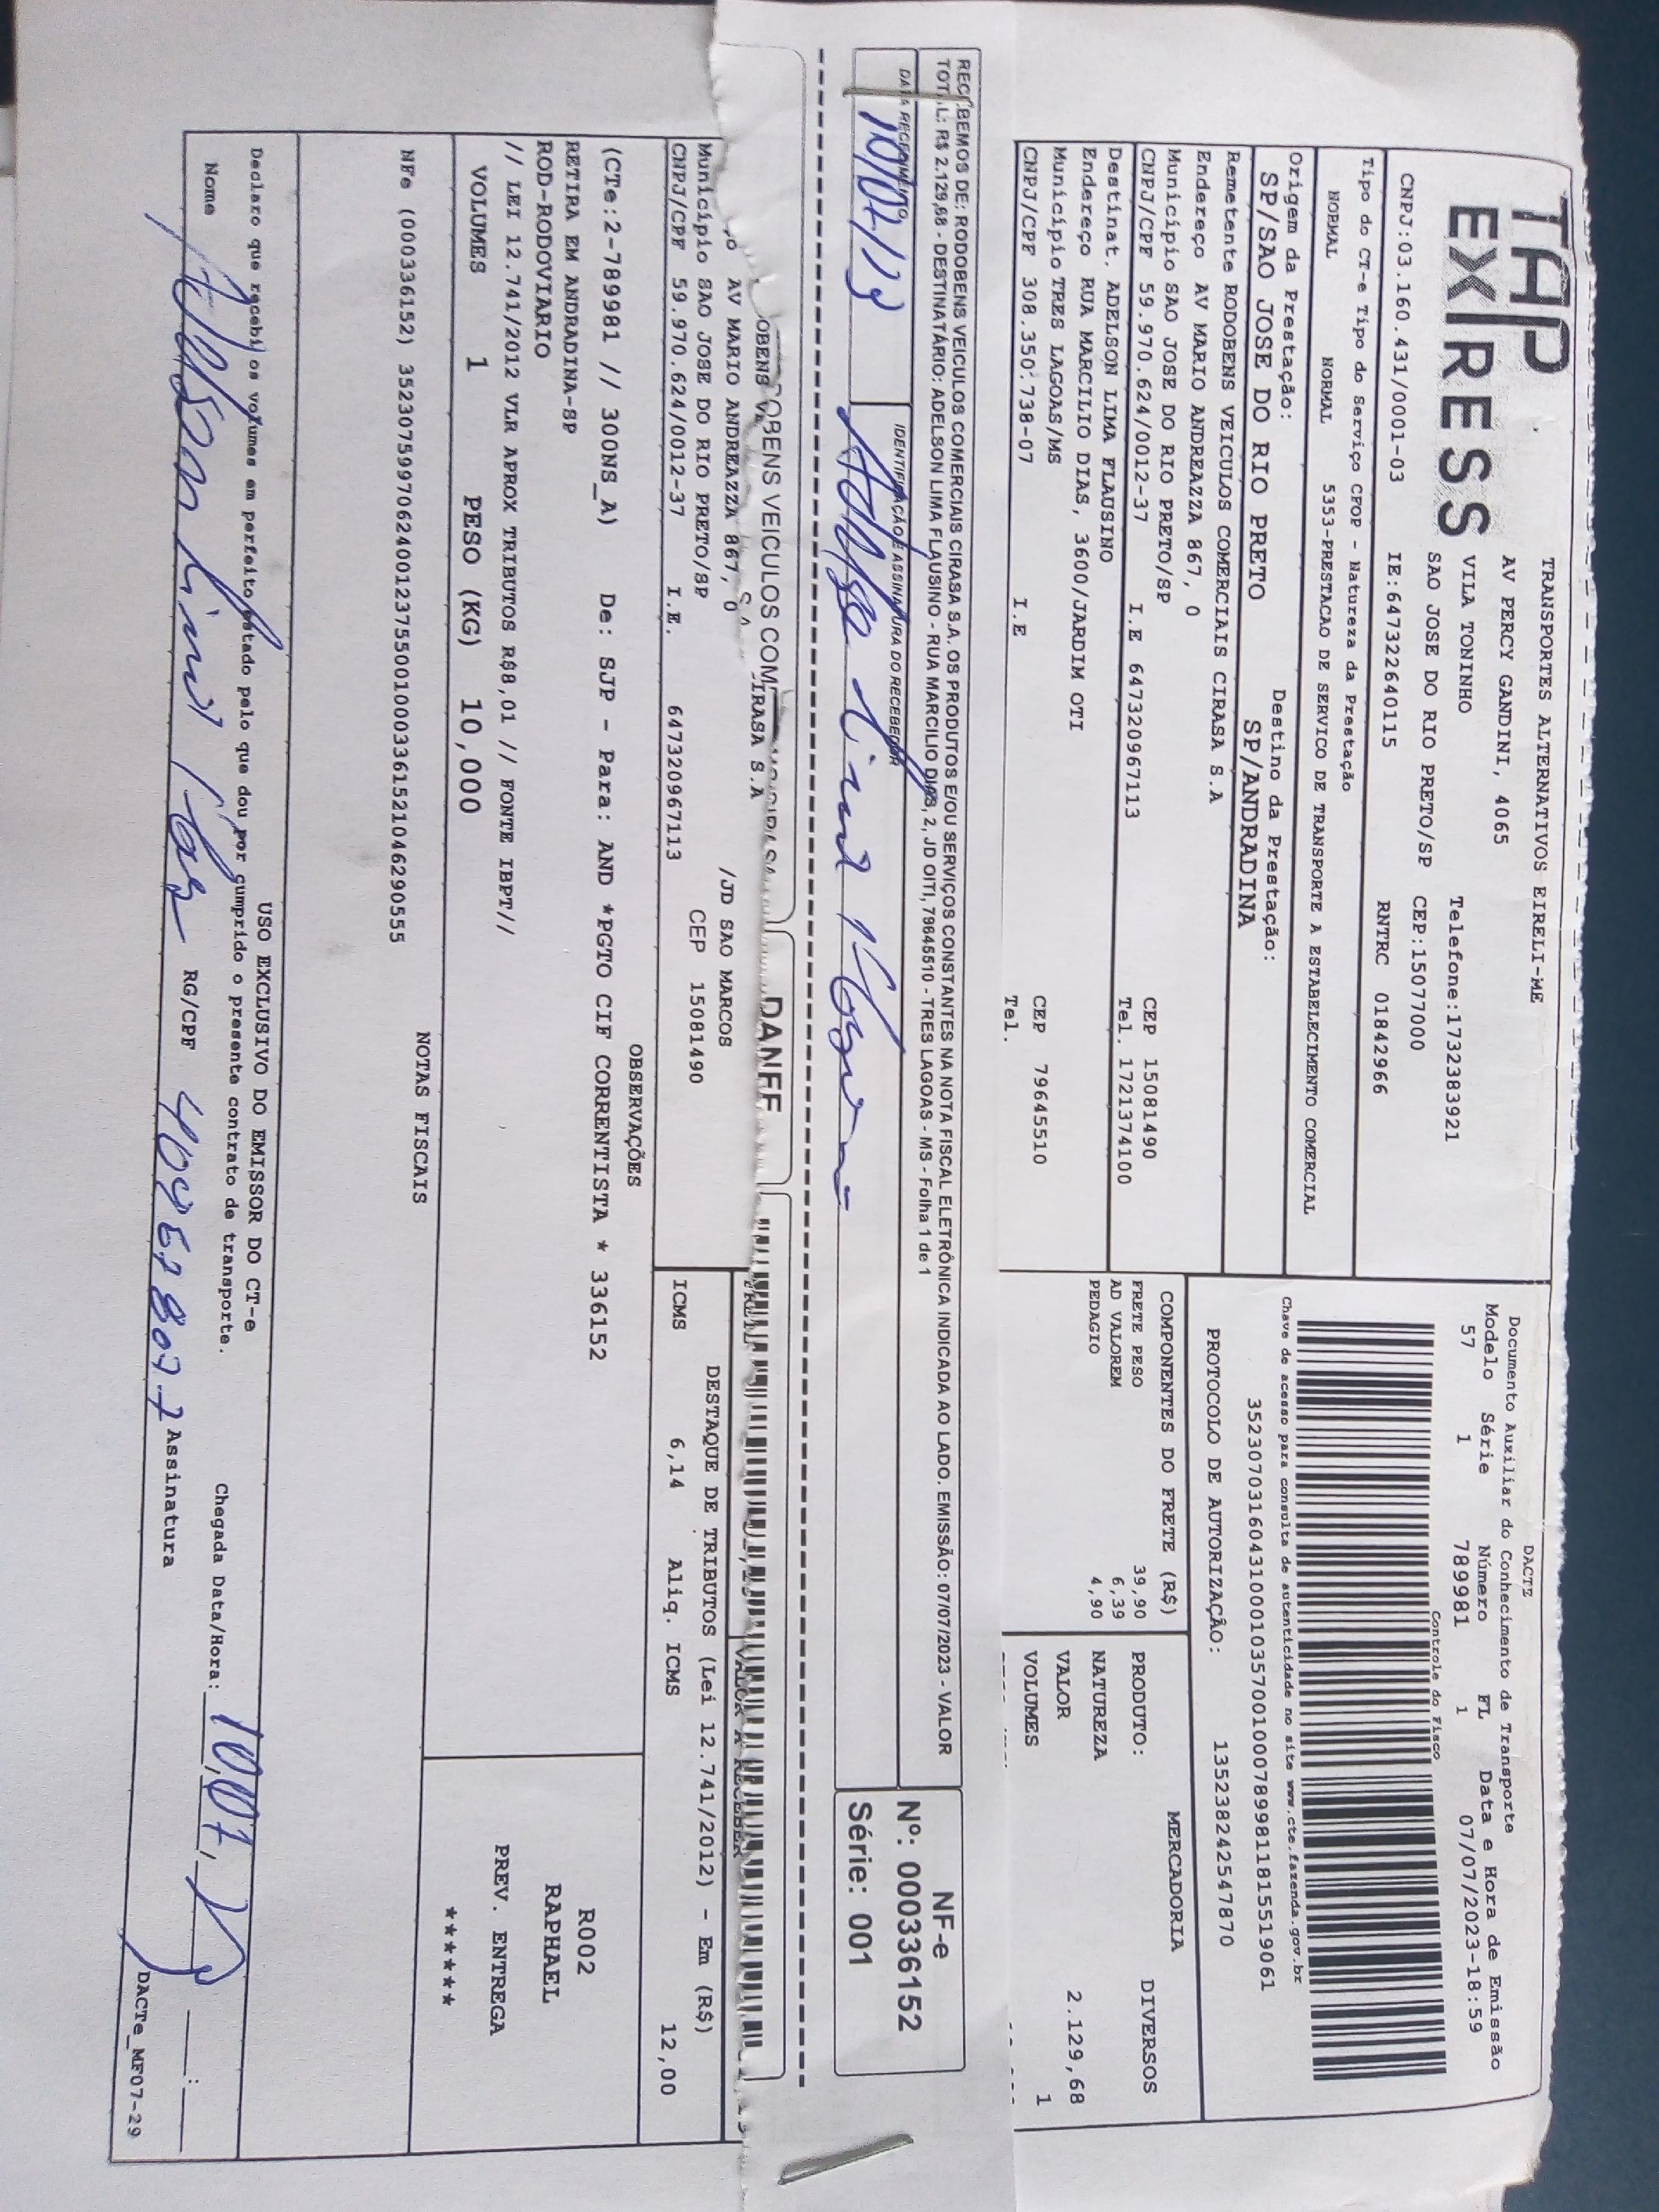 TAP
EXPRESS
TRANSPORTES ALTERNATIVOS EIRELI-ME
AV PERCY GANDINI, 4065
VILA TONINHO Telefone:1732383921
SAO JOSE DO RIO PRETO/SP CEP:15077000
CNPJ:03.160.431/0001-03 IE:647322640115 RNTRC 01842966
Tipo do CT-e Tipo do Serviço CFOP - Natureza da Prestação
NORMAL NORMAL 5353-PRESTACAO DE SERVICO DE TRANSPORTE A ESTABELECIMENTO COMERCIAL
Origem da Prestação: Destino da Prestação:
SP/SAO JOSE DO RIO PRETO SP/ANDRADINA
Remetente RODOBENS VEICULOS COMERCIAIS CIRASA S.A
Endereço AV MARIO ANDREAZZA 867, 0
Município SAO JOSE DO RIO PRETO/SP CEP 15081490
CNPJ/CPF 59.970.624/0012-37 I.E 647320967113 Tel. 1721374100
Destinat. ADELSON LIMA FLAUSINO
Endereço RUA MARCILIO DIAS, 3600/JARDIM OTI
Município TRES LAGOAS/MS CEP 79645510
CNPJ/CPF 308.350.738-07 I.E Tel.
DACTE
Documento Auxiliar do Conhecimento de Transporte
Modelo Série Número FL Data e Hora de Emissão
57 1 789981 1 07/07/2023-18:59
Controle do Fisco
Chave de acesso para consulta de autenticidade no site www.cte.fazenda.gov.br
35230703160431000103570010007899811815519061
PROTOCOLO DE AUTORIZAÇÃO: 135238242547870
COMPONENTES DO FRETE (R$)
FRETE PESO 39,90
AD VALOREM 6,39
PEDAGIO 4,90
MERCADORIA
PRODUTO: DIVERSOS
NATUREZA
VALOR 2.129,68
VOLUMES 1
RECEBEMOS DE: RODOBENS VEICULOS COMERCIAIS CIRASA S.A. OS PRODUTOS E/OU SERVIÇOS CONSTANTES NA NOTA FISCAL ELETRÔNICA INDICADA AO LADO. EMISSÃO: 07/07/2023 - VALOR
TOTAL: R$ 2.129,68 - DESTINATÁRIO: ADELSON LIMA FLAUSINO - RUA MARCILIO DIAS, 2, JD OITI, 79645510 - TRES LAGOAS - MS - Folha 1 de 1
DATA RECEBIMENTO IDENTIFICAÇÃO E ASSINATURA DO RECEBEDOR
10/07/13
NF-e
Nº: 000336152
Série: 001
OBENS VEICULOS COM
IRASA S.A
DANFE
AV MARIO ANDREAZZA 867, 0 /JD SAO MARCOS
Município SAO JOSE DO RIO PRETO/SP CEP 15081490
CNPJ/CPF 59.970.624/0012-37 I.E. 647320967113
VALOR A RECEBER
DESTAQUE DE TRIBUTOS (Lei 12.741/2012) - Em (R$)
ICMS 6,14 Aliq. ICMS 12,00
OBSERVAÇÕES
(CTe:2-789981 // 300NS_A) De: SJP - Para: AND *PGTO CIF CORRENTISTA * 336152
RETIRA EM ANDRADINA-SP
ROD-RODOVIARIO
// LEI 12.741/2012 VLR APROX TRIBUTOS R$8,01 // FONTE IBPT//
VOLUMES 1 PESO (KG) 10,000
R002
RAPHAEL
PREV. ENTREGA
******
NOTAS FISCAIS
NFe (000336152) 35230759970624001237550010003361521046290555
USO EXCLUSIVO DO EMISSOR DO CT-e
Declaro que recebi os volumes em perfeito estado pelo que dou por cumprido o presente contrato de transporte.
Chegada Data/Hora: 10/07/
Nome Adelson Lima RG/CPF Assinatura
DACTe_MF07-29